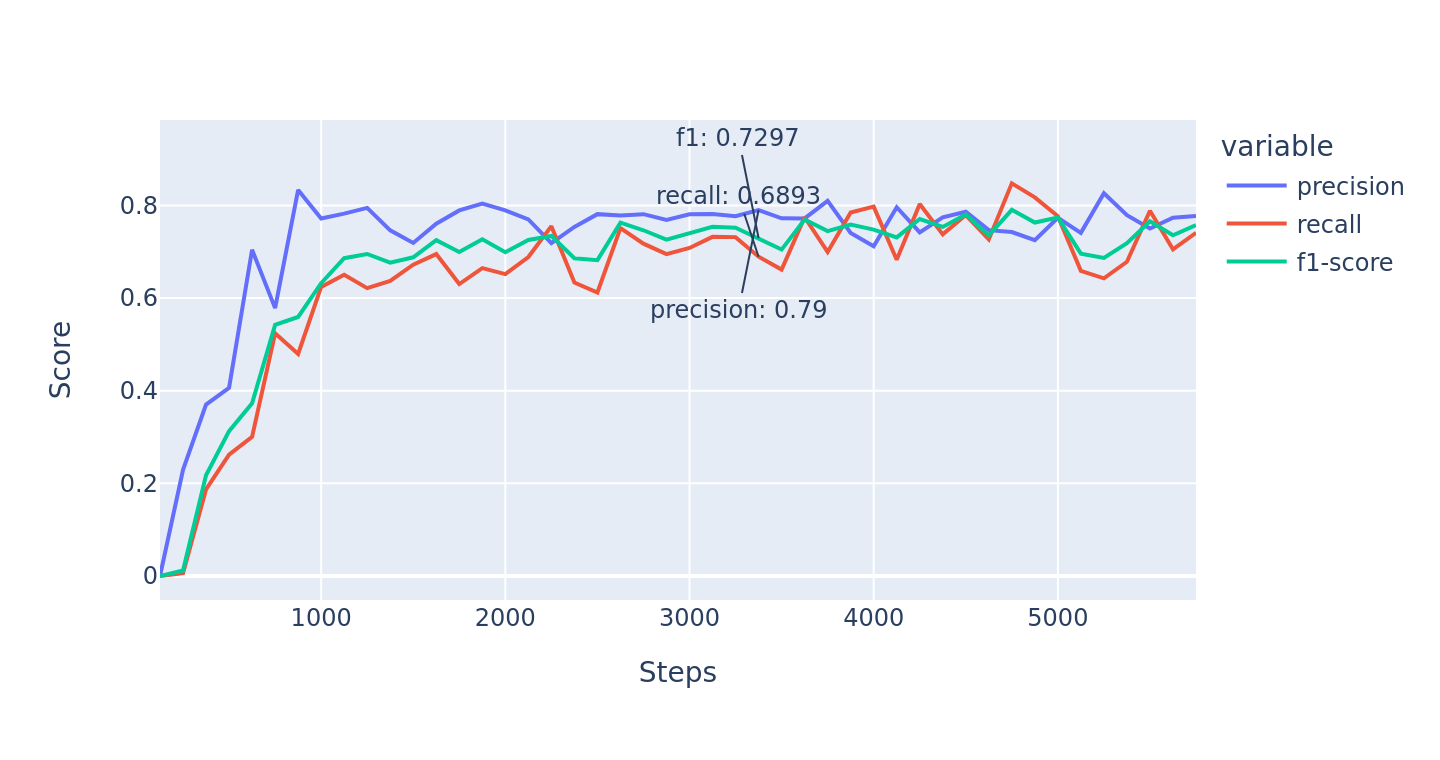 f1: 0.7297
recall: 0.6893
precision: 0.79
variable
precision
recall
f1-score
Score
0.8
0.6
0.4
0.2
0
1000
2000
3000
4000
5000
Steps